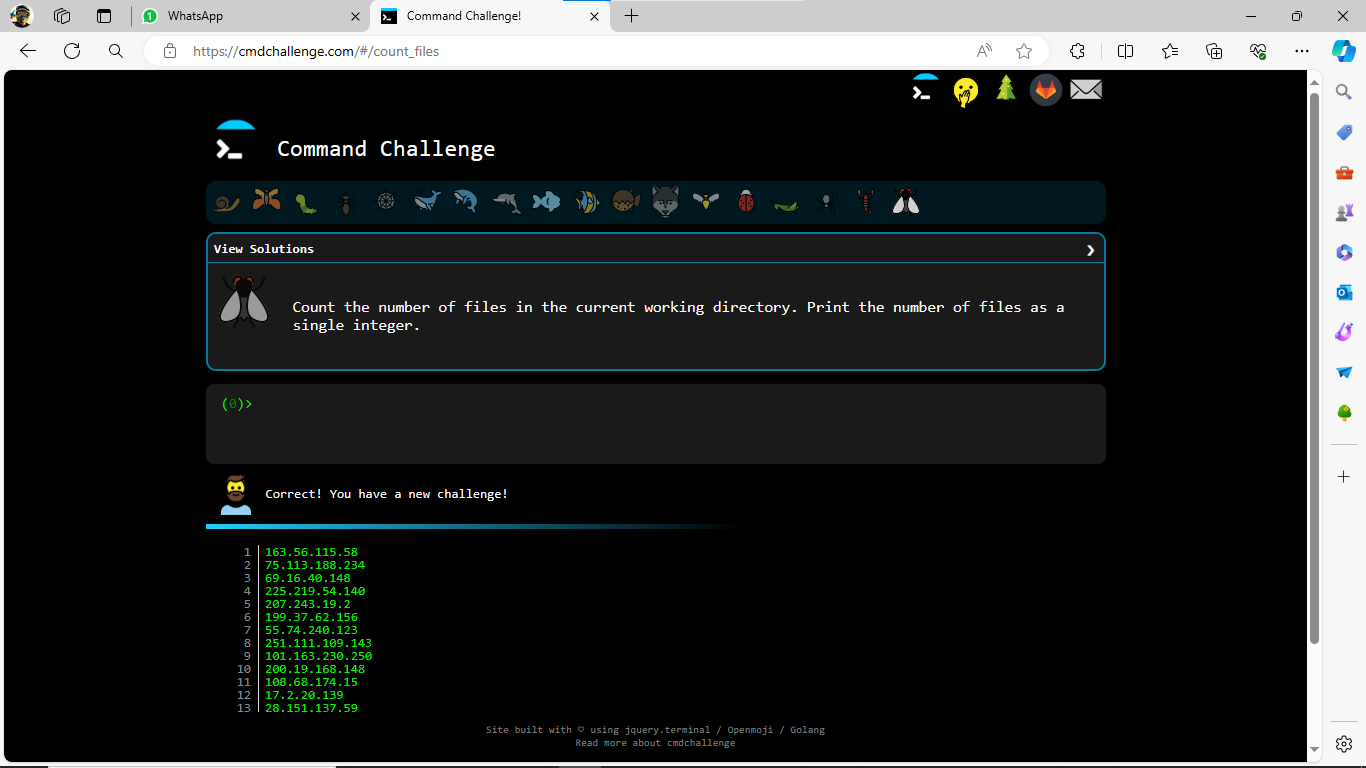 1
WhatsApp
Command Challenge!
https://cmdchallenge.com/#/count_files
Command Challenge
View Solutions
Count the number of files in the current working directory. Print the number of files as a
single integer.
(0)>
Correct! You have a new challenge!
1 163.56.115.58
2 75.113.188.234
3 69.16.40.148
4 225.219.54.140
5 207.243.19.2
6 199.37.62.156
7 55.74.240.123
8 251.111.109.143
9 101.163.230.250
10 200.19.168.148
11 108.68.174.15
12 17.2.20.139
13 28.151.137.59
Site built with ♡ using jquery.terminal / Openmoji / Golang
Read more about cmdchallenge